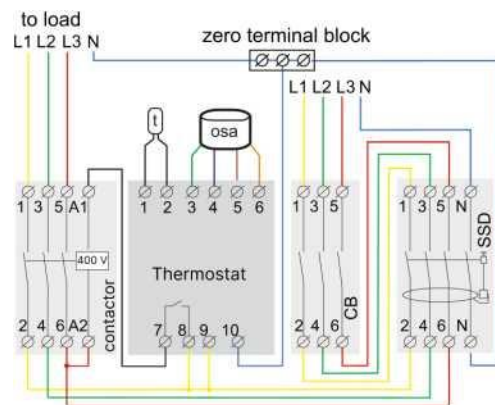 to load
L1 L2 L3 N
zero terminal block
L1 L2 L3 N
t
osa
1 3 5 A1
1 2 3 4 5 6
1 3 5
1 3 5 N
400 V
Thermostat
SSD
contactor
CB
2 4 6 A2
7 8 9 10
2 4 6
2 4 6 N